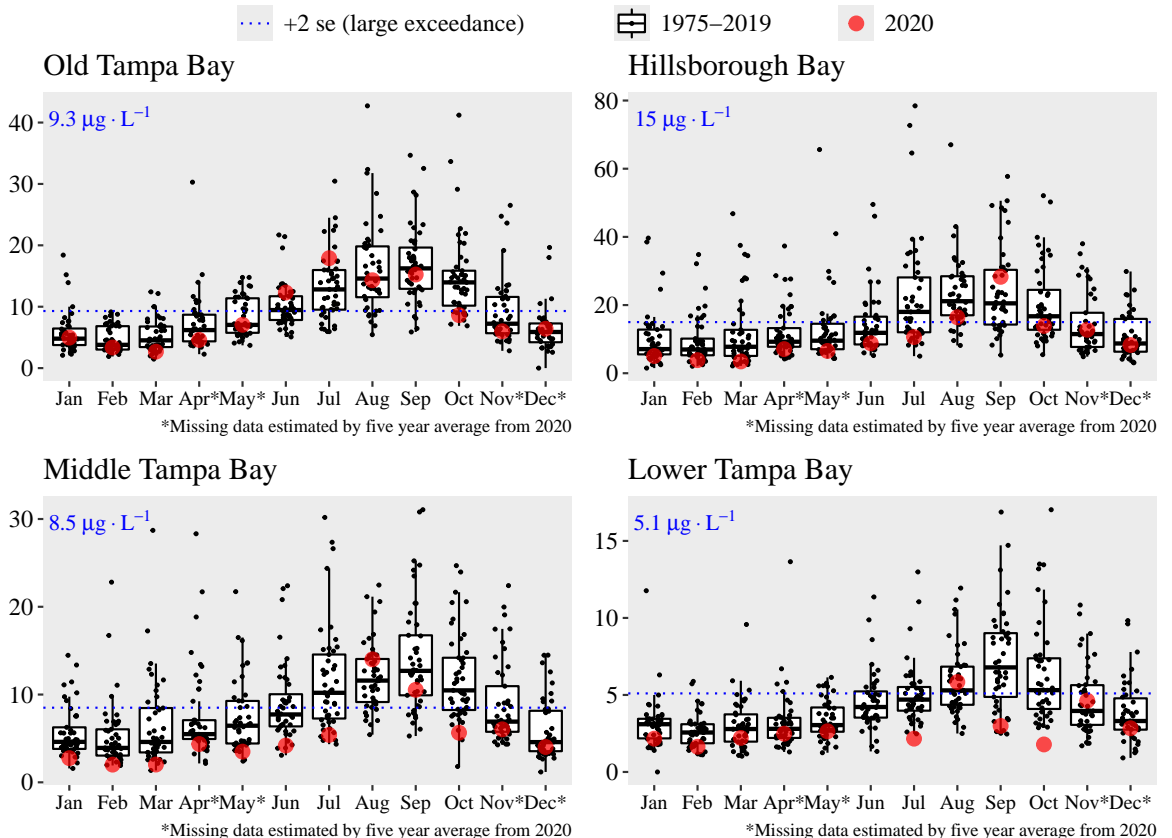 +2 se (large exceedance) 1975−2019 2020
Old Tampa Bay
9.3 μg · L−1
40
30
20
10
0
Jan Feb Mar Apr* May* Jun Jul Aug Sep Oct Nov* Dec*
*Missing data estimated by five year average from 2020
Hillsborough Bay
15 μg · L−1
80
60
40
20
0
Jan Feb Mar Apr* May* Jun Jul Aug Sep Oct Nov* Dec*
*Missing data estimated by five year average from 2020
Middle Tampa Bay
8.5 μg · L−1
30
20
10
0
Jan Feb Mar Apr* May* Jun Jul Aug Sep Oct Nov* Dec*
*Missing data estimated by five year average from 2020
Lower Tampa Bay
5.1 μg · L−1
15
10
5
0
Jan Feb Mar Apr* May* Jun Jul Aug Sep Oct Nov* Dec*
*Missing data estimated by five year average from 2020